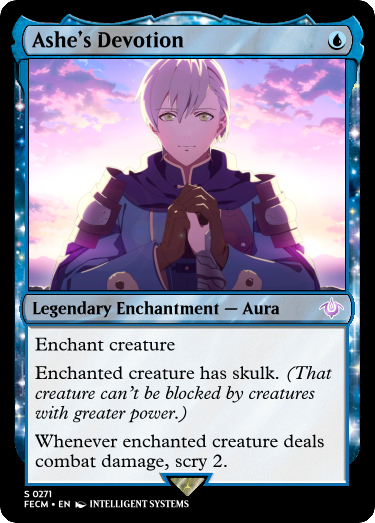 Ashe's Devotion
Legendary Enchantment — Aura
Enchant creature
Enchanted creature has skulk. (That
creature can't be blocked by creatures
with greater power.)
Whenever enchanted creature deals
combat damage, scry 2.
S 0271
FECM • EN INTELLIGENT SYSTEMS